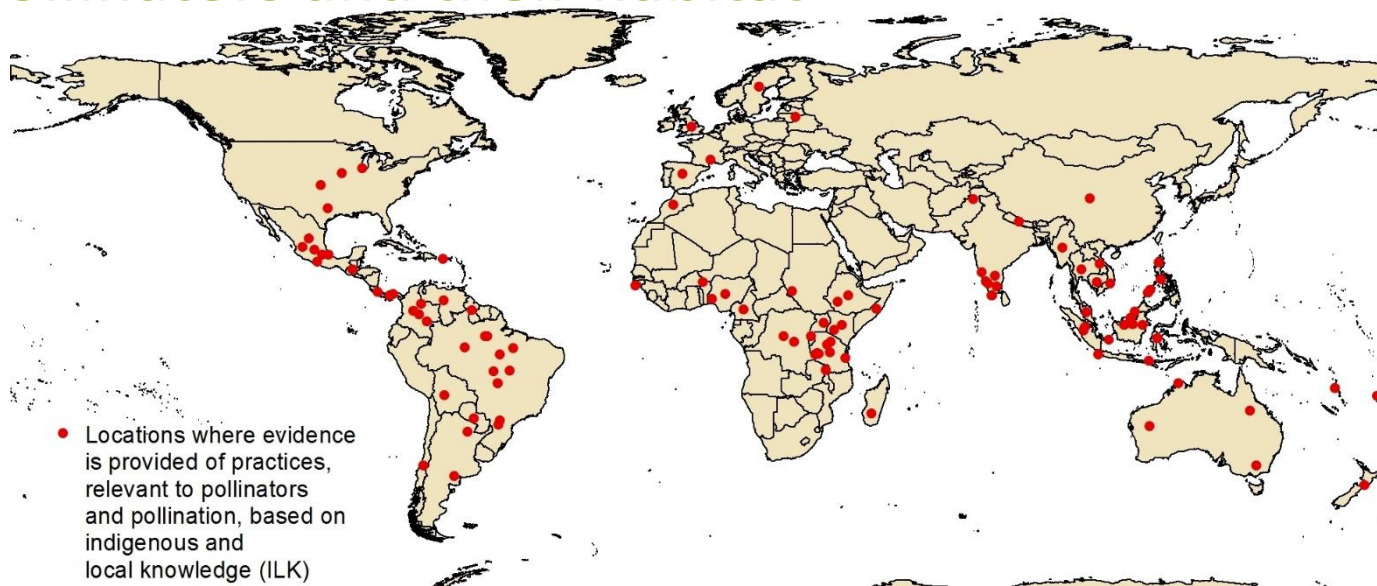 Locations where evidence
is provided of practices,
relevant to pollinators
and pollination, based on
indigenous and
local knowledge (ILK)